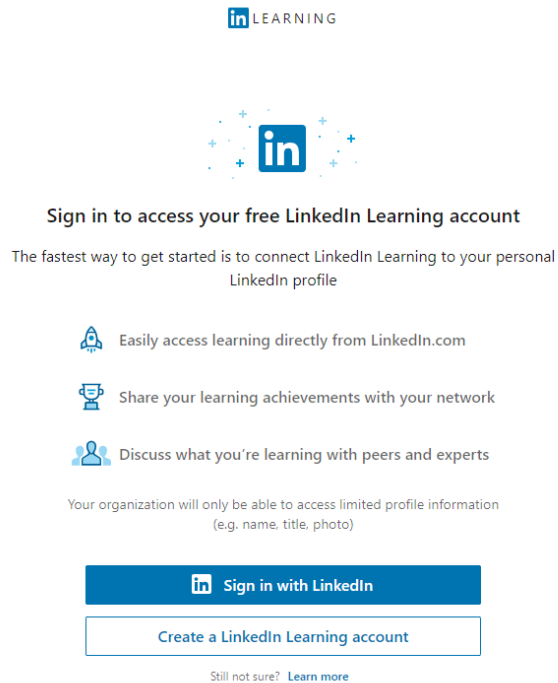 in LEARNING
in
Sign in to access your free LinkedIn Learning account
The fastest way to get started is to connect LinkedIn Learning to your personal
LinkedIn profile
Easily access learning directly from LinkedIn.com
Share your learning achievements with your network
Discuss what you’re learning with peers and experts
Your organization will only be able to access limited profile information
(e.g. name, title, photo)
in Sign in with LinkedIn
Create a LinkedIn Learning account
Still not sure? Learn more